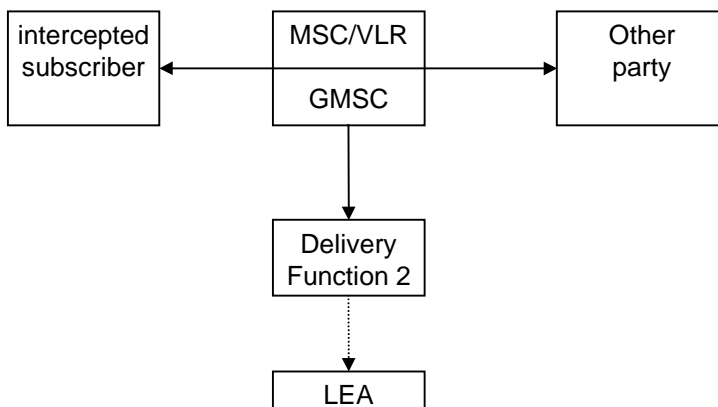 intercepted
subscriber
MSC/VLR
GMSC
Other
party
Delivery
Function 2
LEA